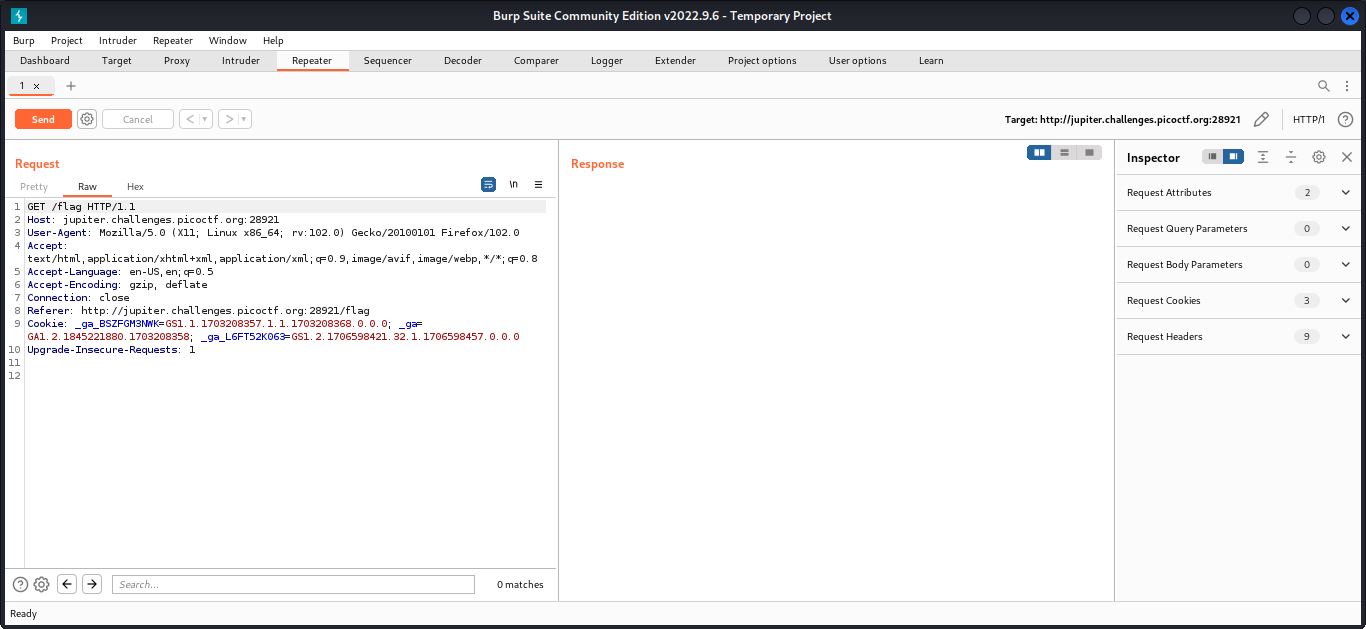 Burp Suite Community Edition v2022.9.6 - Temporary Project
Burp Project Intruder Repeater Window Help
Dashboard Target Proxy Intruder Repeater Sequencer Decoder Comparer Logger Extender Project options User options Learn
1 × +
Send Cancel < > Target: http://jupiter.challenges.picoctf.org:28921 HTTP/1 ?
Request
Pretty Raw Hex \n
1 GET /flag HTTP/1.1
2 Host: jupiter.challenges.picoctf.org:28921
3 User-Agent: Mozilla/5.0 (X11; Linux x86_64; rv:102.0) Gecko/20100101 Firefox/102.0
4 Accept:
text/html,application/xhtml+xml,application/xml;q=0.9,image/avif,image/webp,*/*;q=0.8
5 Accept-Language: en-US,en;q=0.5
6 Accept-Encoding: gzip, deflate
7 Connection: close
8 Referer: http://jupiter.challenges.picoctf.org:28921/flag
9 Cookie: _ga_BSZFGM3NWK=GS1.1.1703208357.1.1.1703208368.0.0.0; _ga=
GA1.2.1845221880.1703208358; _ga_L6FT52K063=GS1.2.1706598421.32.1.1706598457.0.0.0
10 Upgrade-Insecure-Requests: 1
11
12
? Search... 0 matches
Response
Inspector
Request Attributes 2
Request Query Parameters 0
Request Body Parameters 0
Request Cookies 3
Request Headers 9
Ready